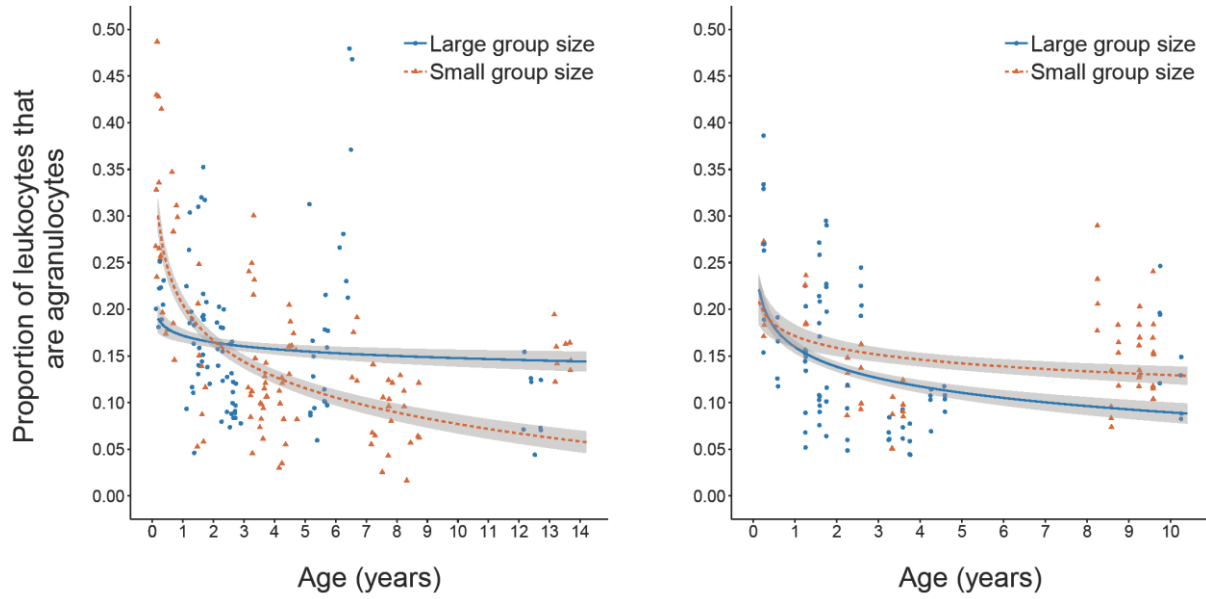 Proportion of leukocytes that
are agranulocytes
0.50
0.45
0.40
0.35
0.30
0.25
0.20
0.15
0.10
0.05
0.00
Large group size
Small group size
0 1 2 3 4 5 6 7 8 9 10 11 12 13 14
Age (years)
0.50
0.45
0.40
0.35
0.30
0.25
0.20
0.15
0.10
0.05
0.00
Large group size
Small group size
0 1 2 3 4 5 6 7 8 9 10
Age (years)